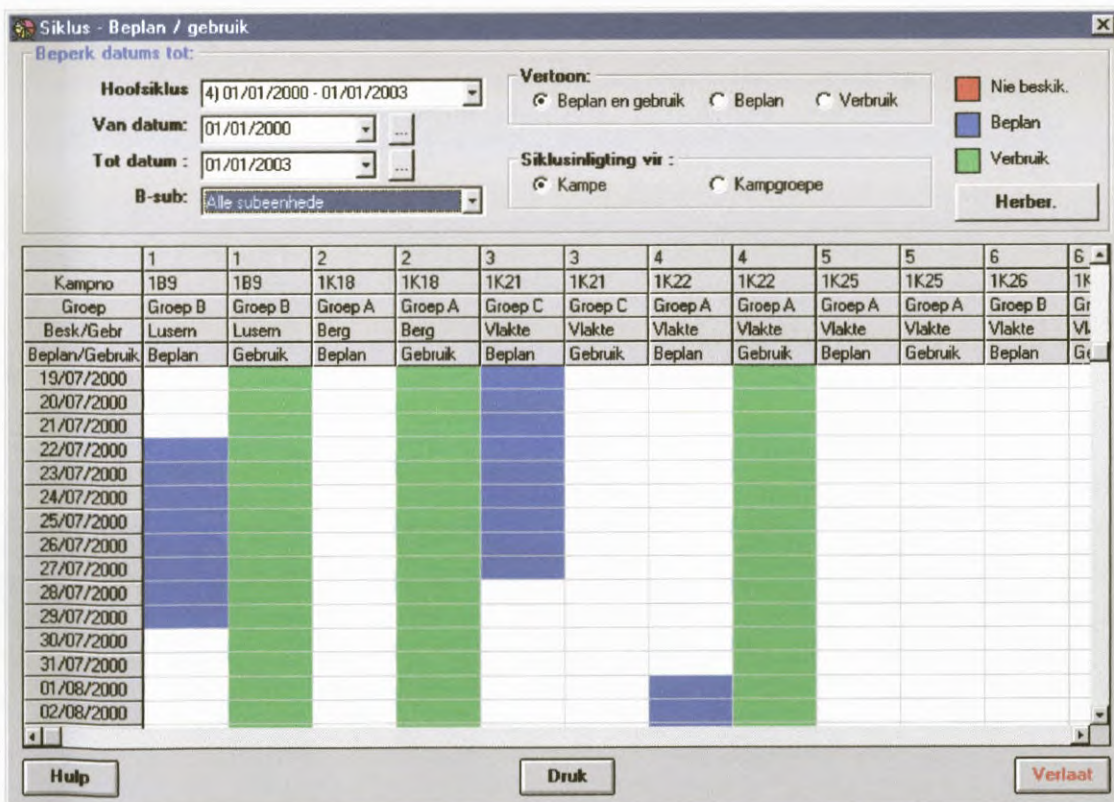 Siklus - Beplan / gebruik
Beperk datums tot:
Hoofsiklus 4) 01/01/2000 - 01/01/2003
Van datum: 01/01/2000 ...
Tot datum : 01/01/2003 ...
B-sub: Alle subeenhede
Vertoon:
Beplan en gebruik Beplan Verbruik
Siklusinligting vir :
Kampe Kampgroepe
Nie beskik.
Beplan
Verbruik
Herber.
1 1 2 2 3 3 4 4 5 5 6 6
Kampno 1B9 1B9 1K18 1K18 1K21 1K21 1K22 1K22 1K25 1K25 1K26 1K
Groep Groep B Groep B Groep A Groep A Groep C Groep C Groep A Groep A Groep A Groep A Groep B Gr
Besk/Gebr Lusern Lusern Berg Berg Vlakte Vlakte Vlakte Vlakte Vlakte Vlakte Vlakte Vl
Beplan/Gebruik Beplan Gebruik Beplan Gebruik Beplan Gebruik Beplan Gebruik Beplan Gebruik Beplan Ge
19/07/2000
20/07/2000
21/07/2000
22/07/2000
23/07/2000
24/07/2000
25/07/2000
26/07/2000
27/07/2000
28/07/2000
29/07/2000
30/07/2000
31/07/2000
01/08/2000
02/08/2000
Hulp Druk Verlaat